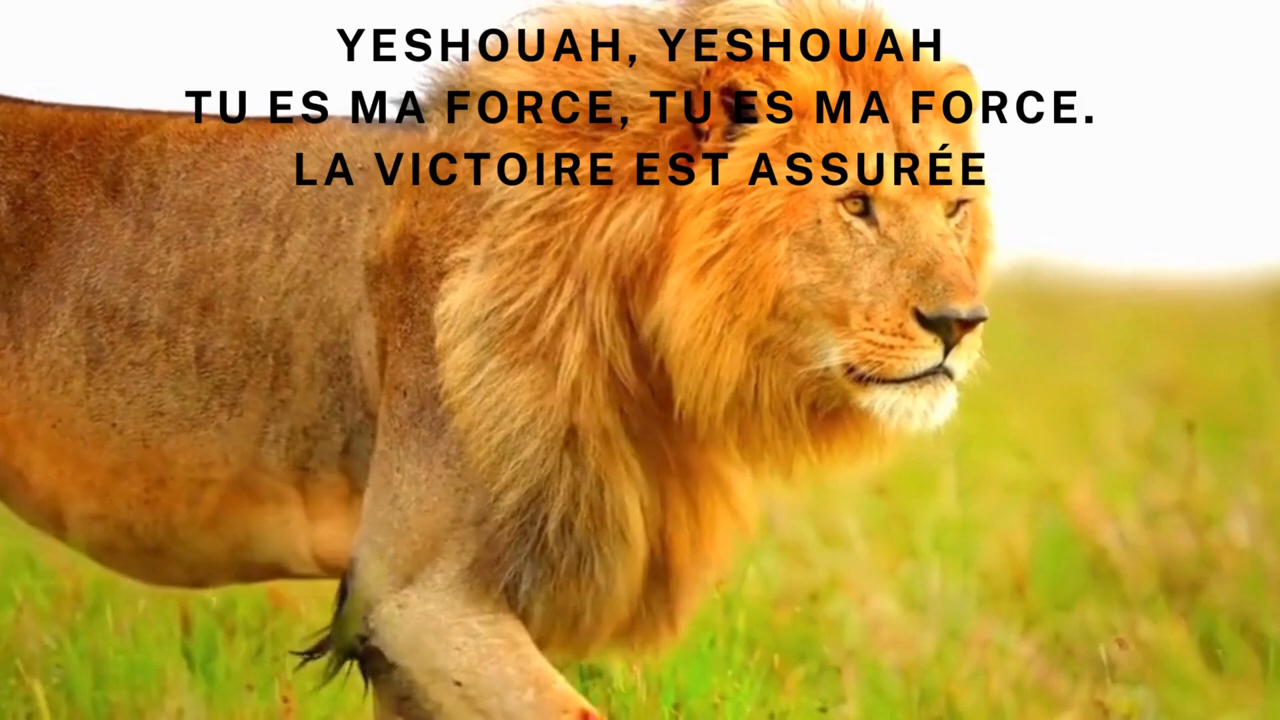 YESHOUAH, YESHOUAH
TU ES MA FORCE, TU ES MA FORCE.
LA VICTOIRE EST ASSURÉE